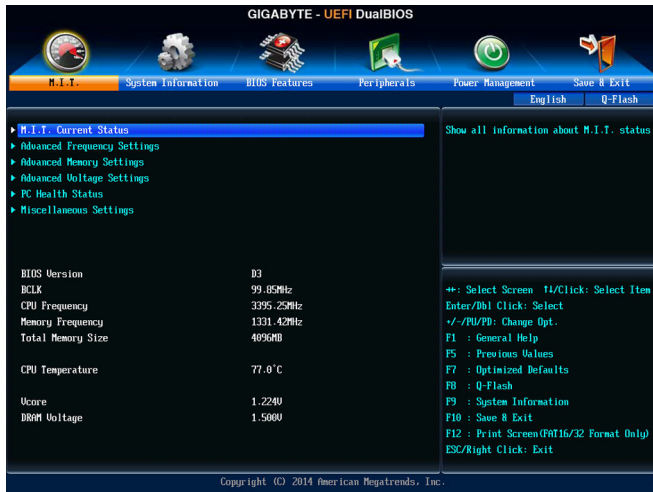 GIGABYTE - UEFI DualBIOS
M.I.T.
System Information
BIOS Features
Peripherals
Power Management
Save & Exit
English
Q-Flash
M.I.T. Current Status
Advanced Frequency Settings
Advanced Memory Settings
Advanced Voltage Settings
PC Health Status
Miscellaneous Settings
BIOS Version D3
BCLK 99.85MHz
CPU Frequency 3395.25MHz
Memory Frequency 1331.42MHz
Total Memory Size 4096MB
CPU Temperature 77.0°C
Vcore 1.224V
DRAM Voltage 1.500V
Show all information about M.I.T. status
→←: Select Screen ↑↓/Click: Select Item
Enter/Dbl Click: Select
+/-/PU/PD: Change Opt.
F1 : General Help
F5 : Previous Values
F7 : Optimized Defaults
F8 : Q-Flash
F9 : System Information
F10 : Save & Exit
F12 : Print Screen(FAT16/32 Format Only)
ESC/Right Click: Exit
Copyright (C) 2014 American Megatrends, Inc.